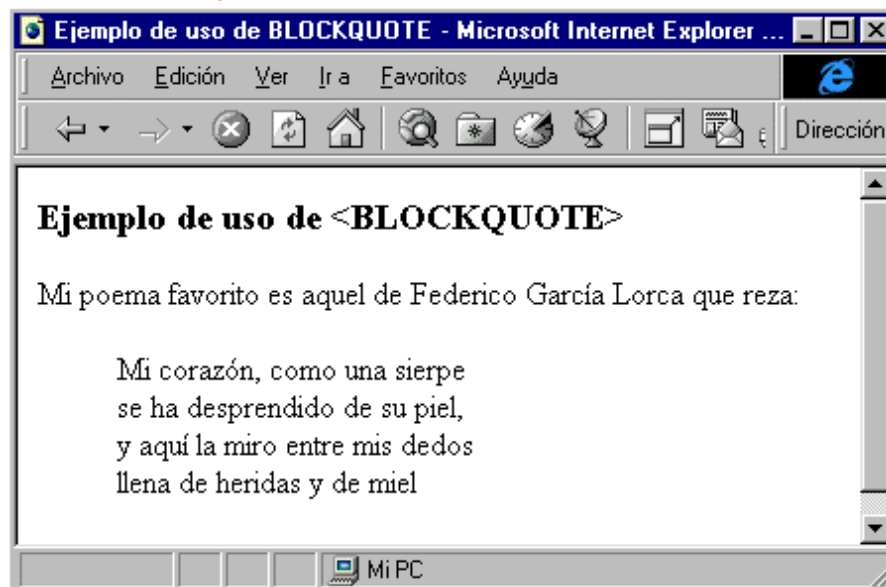 Ejemplo de uso de BLOCKQUOTE - Microsoft Internet Explorer ...
Archivo Edición Ver Ir a Favoritos Ayuda
Dirección
Ejemplo de uso de <BLOCKQUOTE>
Mi poema favorito es aquel de Federico García Lorca que reza:
Mi corazón, como una sierpe
se ha desprendido de su piel,
y aquí la miro entre mis dedos
llena de heridas y de miel
Mi PC